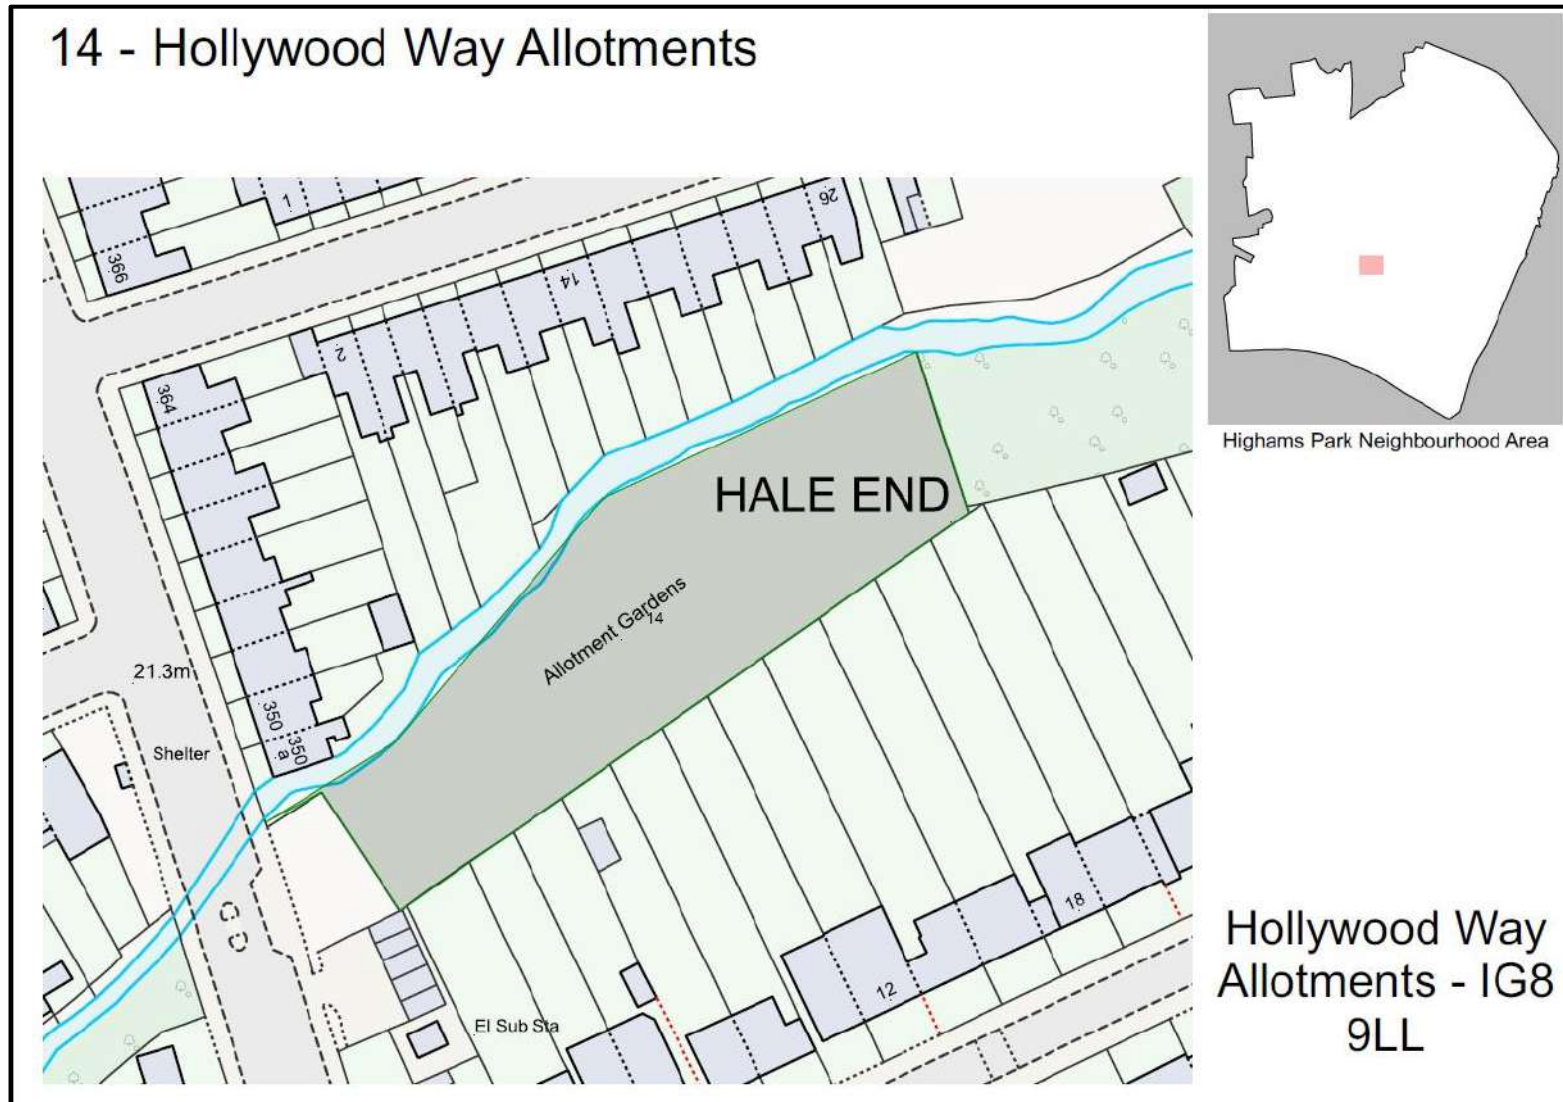 14 - Hollywood Way Allotments
Highams Park Neighbourhood Area
1
366
26
14
2
364
HALE END
Allotment Gardens
14
21.3m
350
350
a
Shelter
18
12
El Sub Sta
Hollywood Way
Allotments - IG8
9LL